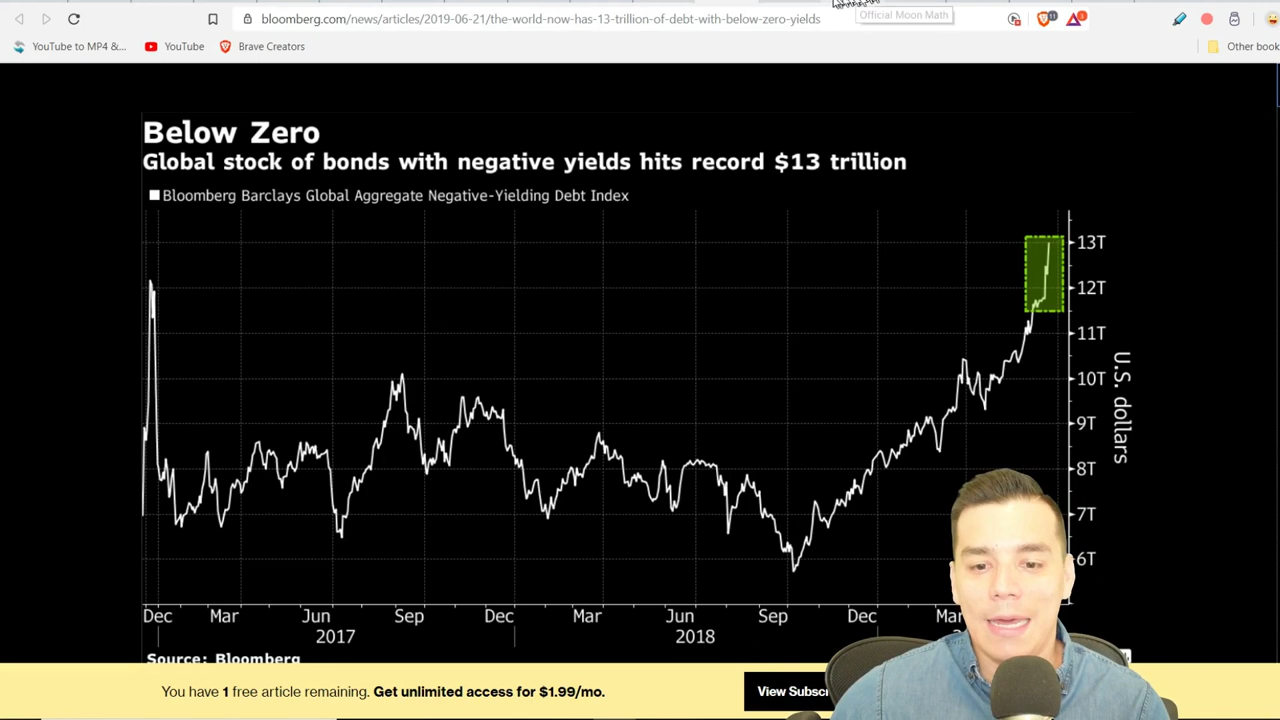 bloomberg.com/news/articles/2019-06-21/the-world-now-has-13-trillion-of-debt-with-below-zero-yields
Official Moon Math
11
1
YouTube to MP4 &...
YouTube
Brave Creators
Other book
Below Zero
Global stock of bonds with negative yields hits record $13 trillion
Bloomberg Barclays Global Aggregate Negative-Yielding Debt Index
13T
12T
11T
10T
9T
8T
7T
6T
U.S. dollars
Dec Mar Jun Sep Dec Mar Jun Sep Dec Mar
2017 2018
Source: Bloomberg
You have 1 free article remaining. Get unlimited access for $1.99/mo.
View Subscr